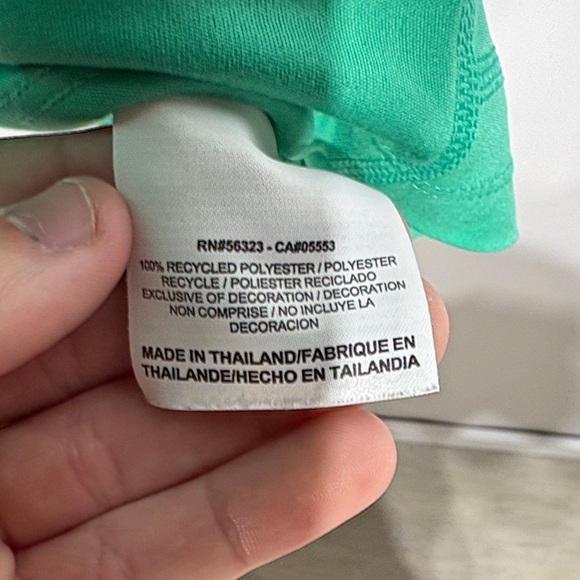 RN#56323 - CA#05553
100% RECYCLED POLYESTER / POLYESTER
RECYCLE / POLIESTER RECICLADO
EXCLUSIVE OF DECORATION / DECORATION
NON COMPRISE / NO INCLUYE LA
DECORACION
MADE IN THAILAND/FABRIQUE EN
THAILANDE/HECHO EN TAILANDIA